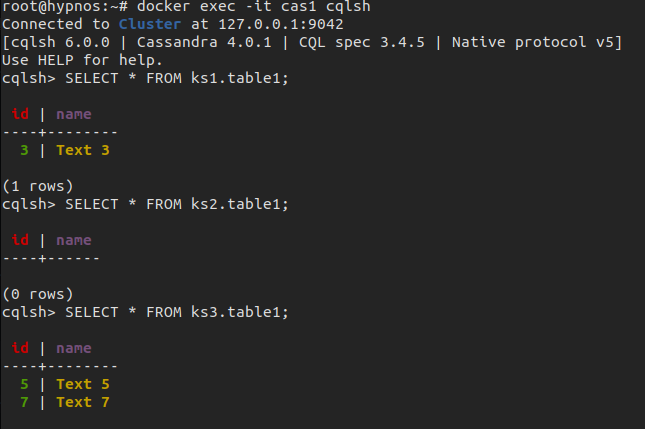 root@hypnos:~# docker exec -it cas1 cqlsh
Connected to Cluster at 127.0.0.1:9042
[cqlsh 6.0.0 | Cassandra 4.0.1 | CQL spec 3.4.5 | Native protocol v5]
Use HELP for help.
cqlsh> SELECT * FROM ks1.table1;
 id | name
----+--------
  3 | Text 3
(1 rows)
cqlsh> SELECT * FROM ks2.table1;
 id | name
----+------
(0 rows)
cqlsh> SELECT * FROM ks3.table1;
 id | name
----+--------
  5 | Text 5
  7 | Text 7